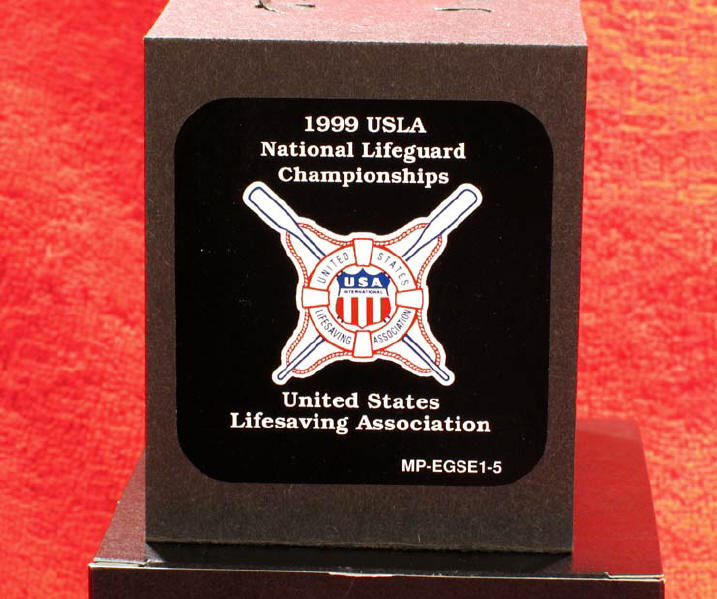 1999 USLA
National Lifeguard
Championships
UNITED STATES
USA
INTERNATIONAL
LIFESAVING ASSOCIATION
United States
Lifesaving Association
MP-EGSE1-5